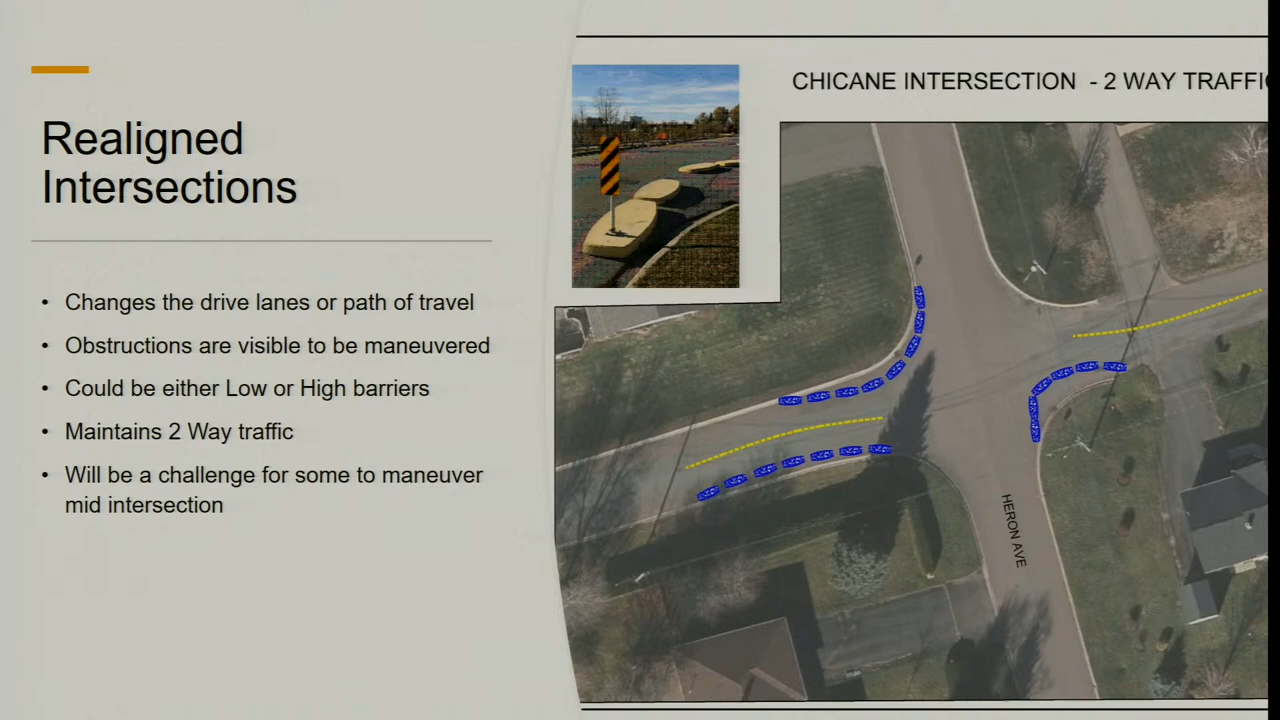 Realigned
Intersections
• Changes the drive lanes or path of travel
• Obstructions are visible to be maneuvered
• Could be either Low or High barriers
• Maintains 2 Way traffic
• Will be a challenge for some to maneuver
mid intersection
CHICANE INTERSECTION - 2 WAY TRAFFIC
HERON AVE